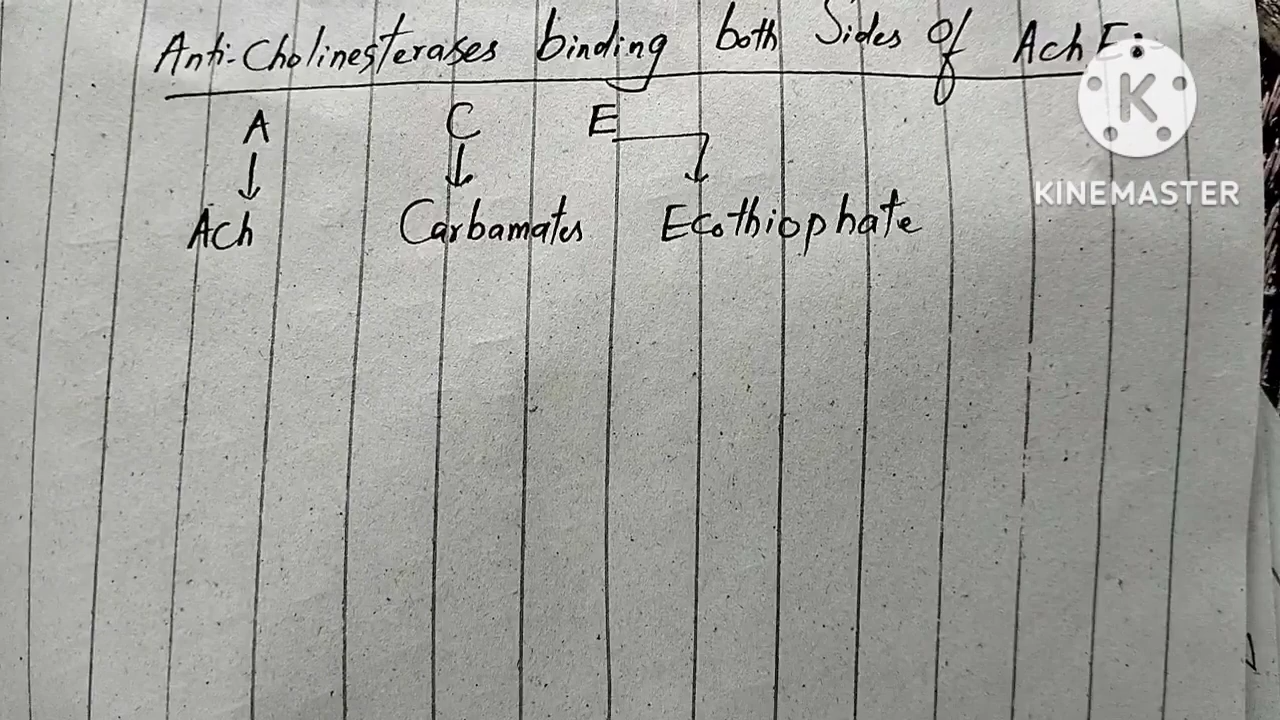 Anti-Cholinesterases binding both Sides Of AchE:
A C E
Ach Carbamates Ecothiophate
K
KINEMASTER